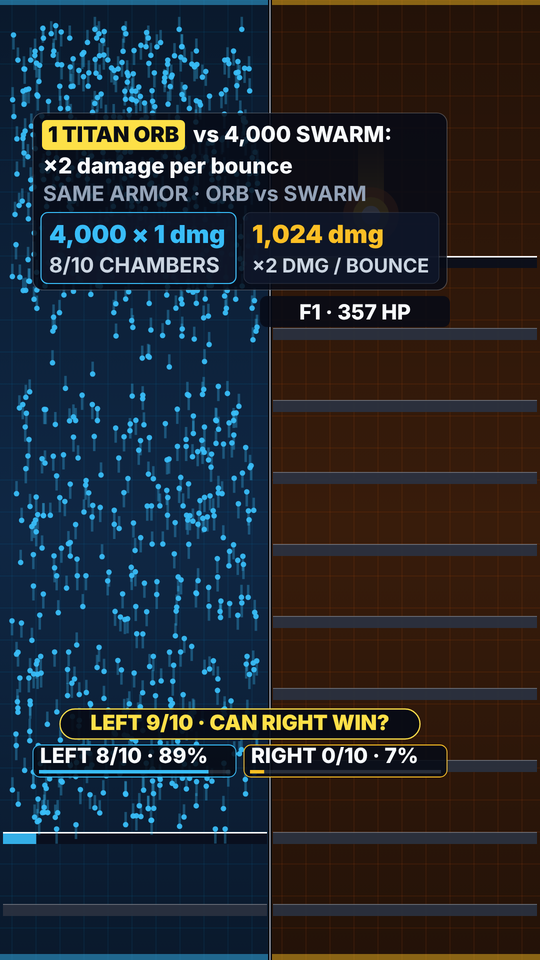 1 TITAN ORB vs 4,000 SWARM:
×2 damage per bounce
SAME ARMOR · ORB vs SWARM
4,000 × 1 dmg
8/10 CHAMBERS
1,024 dmg
×2 DMG / BOUNCE
F1 · 357 HP
LEFT 9/10 · CAN RIGHT WIN?
LEFT 8/10 · 89%
RIGHT 0/10 · 7%